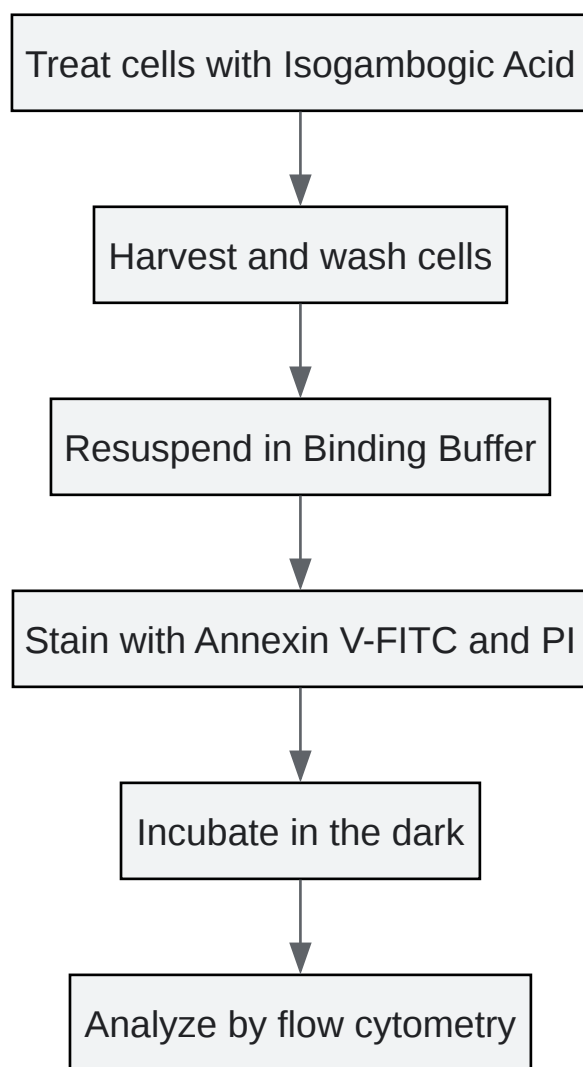 Treat cells with Isogambogic Acid
Harvest and wash cells
Resuspend in Binding Buffer
Stain with Annexin V-FITC and PI
Incubate in the dark
Analyze by flow cytometry